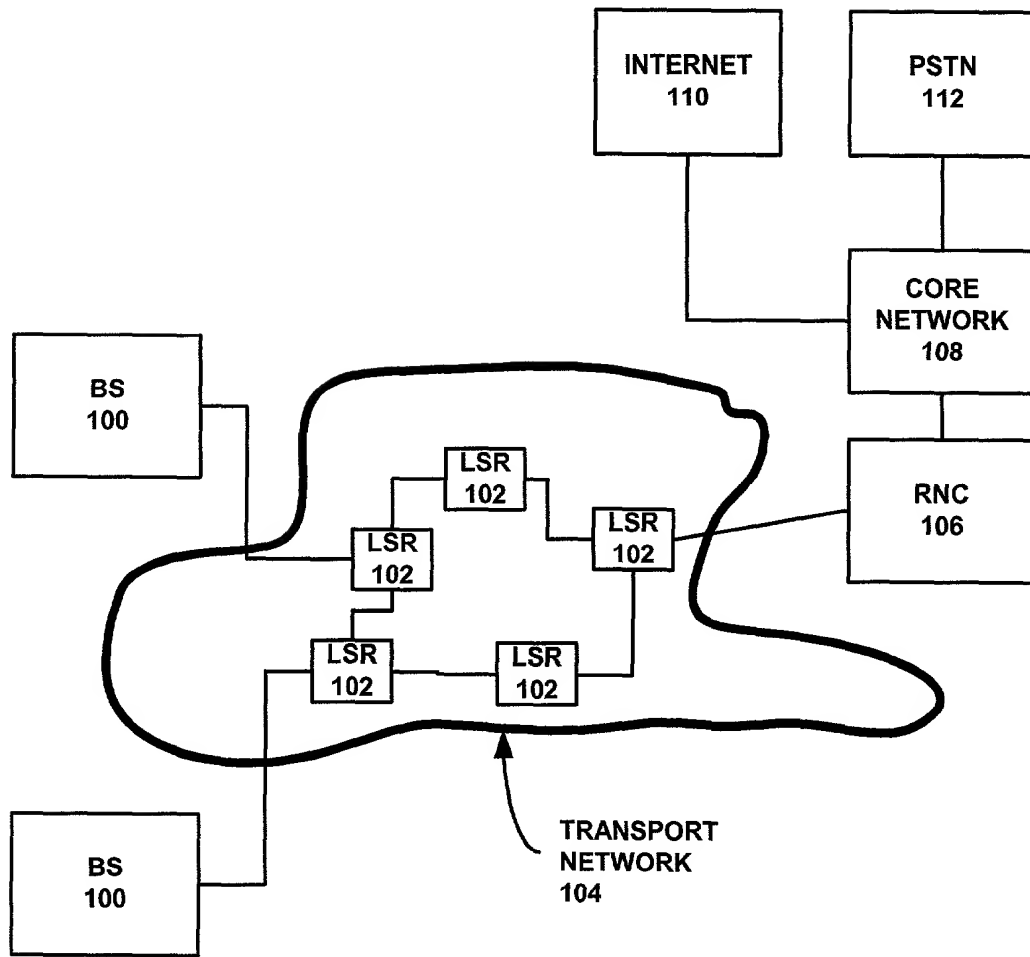 INTERNET
110
PSTN
112
CORE
NETWORK
108
BS
100
LSR
102
LSR
102
RNC
106
LSR
102
LSR
102
LSR
102
TRANSPORT
NETWORK
104
BS
100